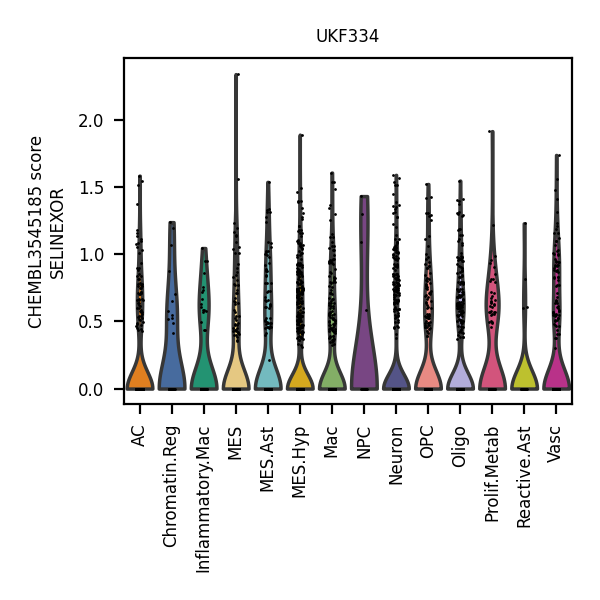 UKF334
CHEMBL3545185 score
SELINEXOR
2.0
1.5
1.0
0.5
0.0
AC
Chromatin.Reg
Inflammatory.Mac
MES
MES.Ast
MES.Hyp
Mac
NPC
Neuron
OPC
Oligo
Prolif.Metab
Reactive.Ast
Vasc